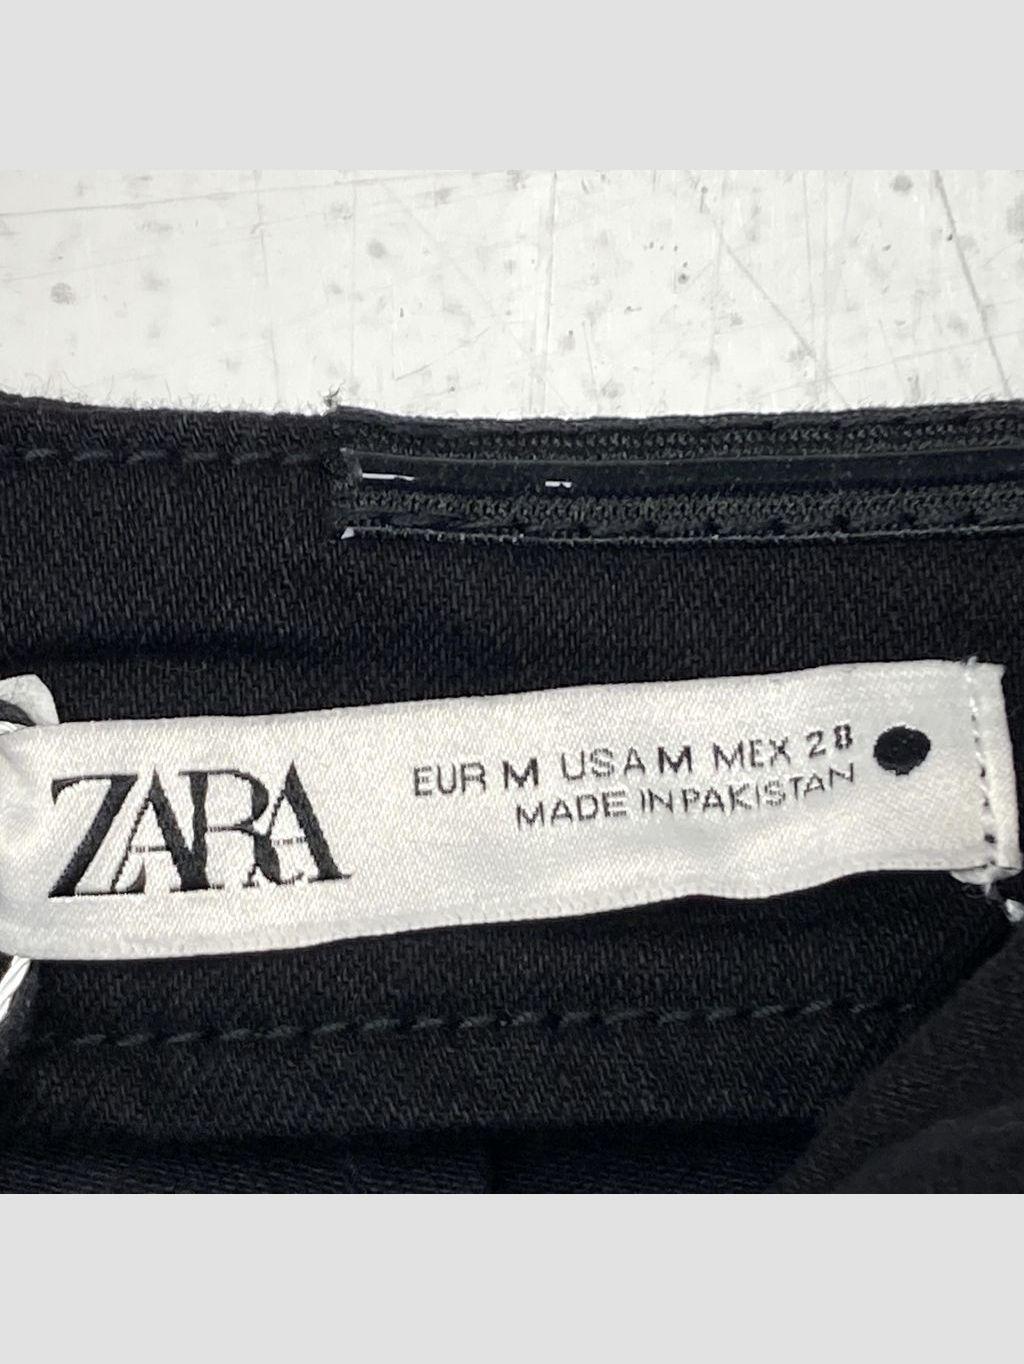 ZARA
EUR M USA M MEX 28
MADE IN PAKISTAN